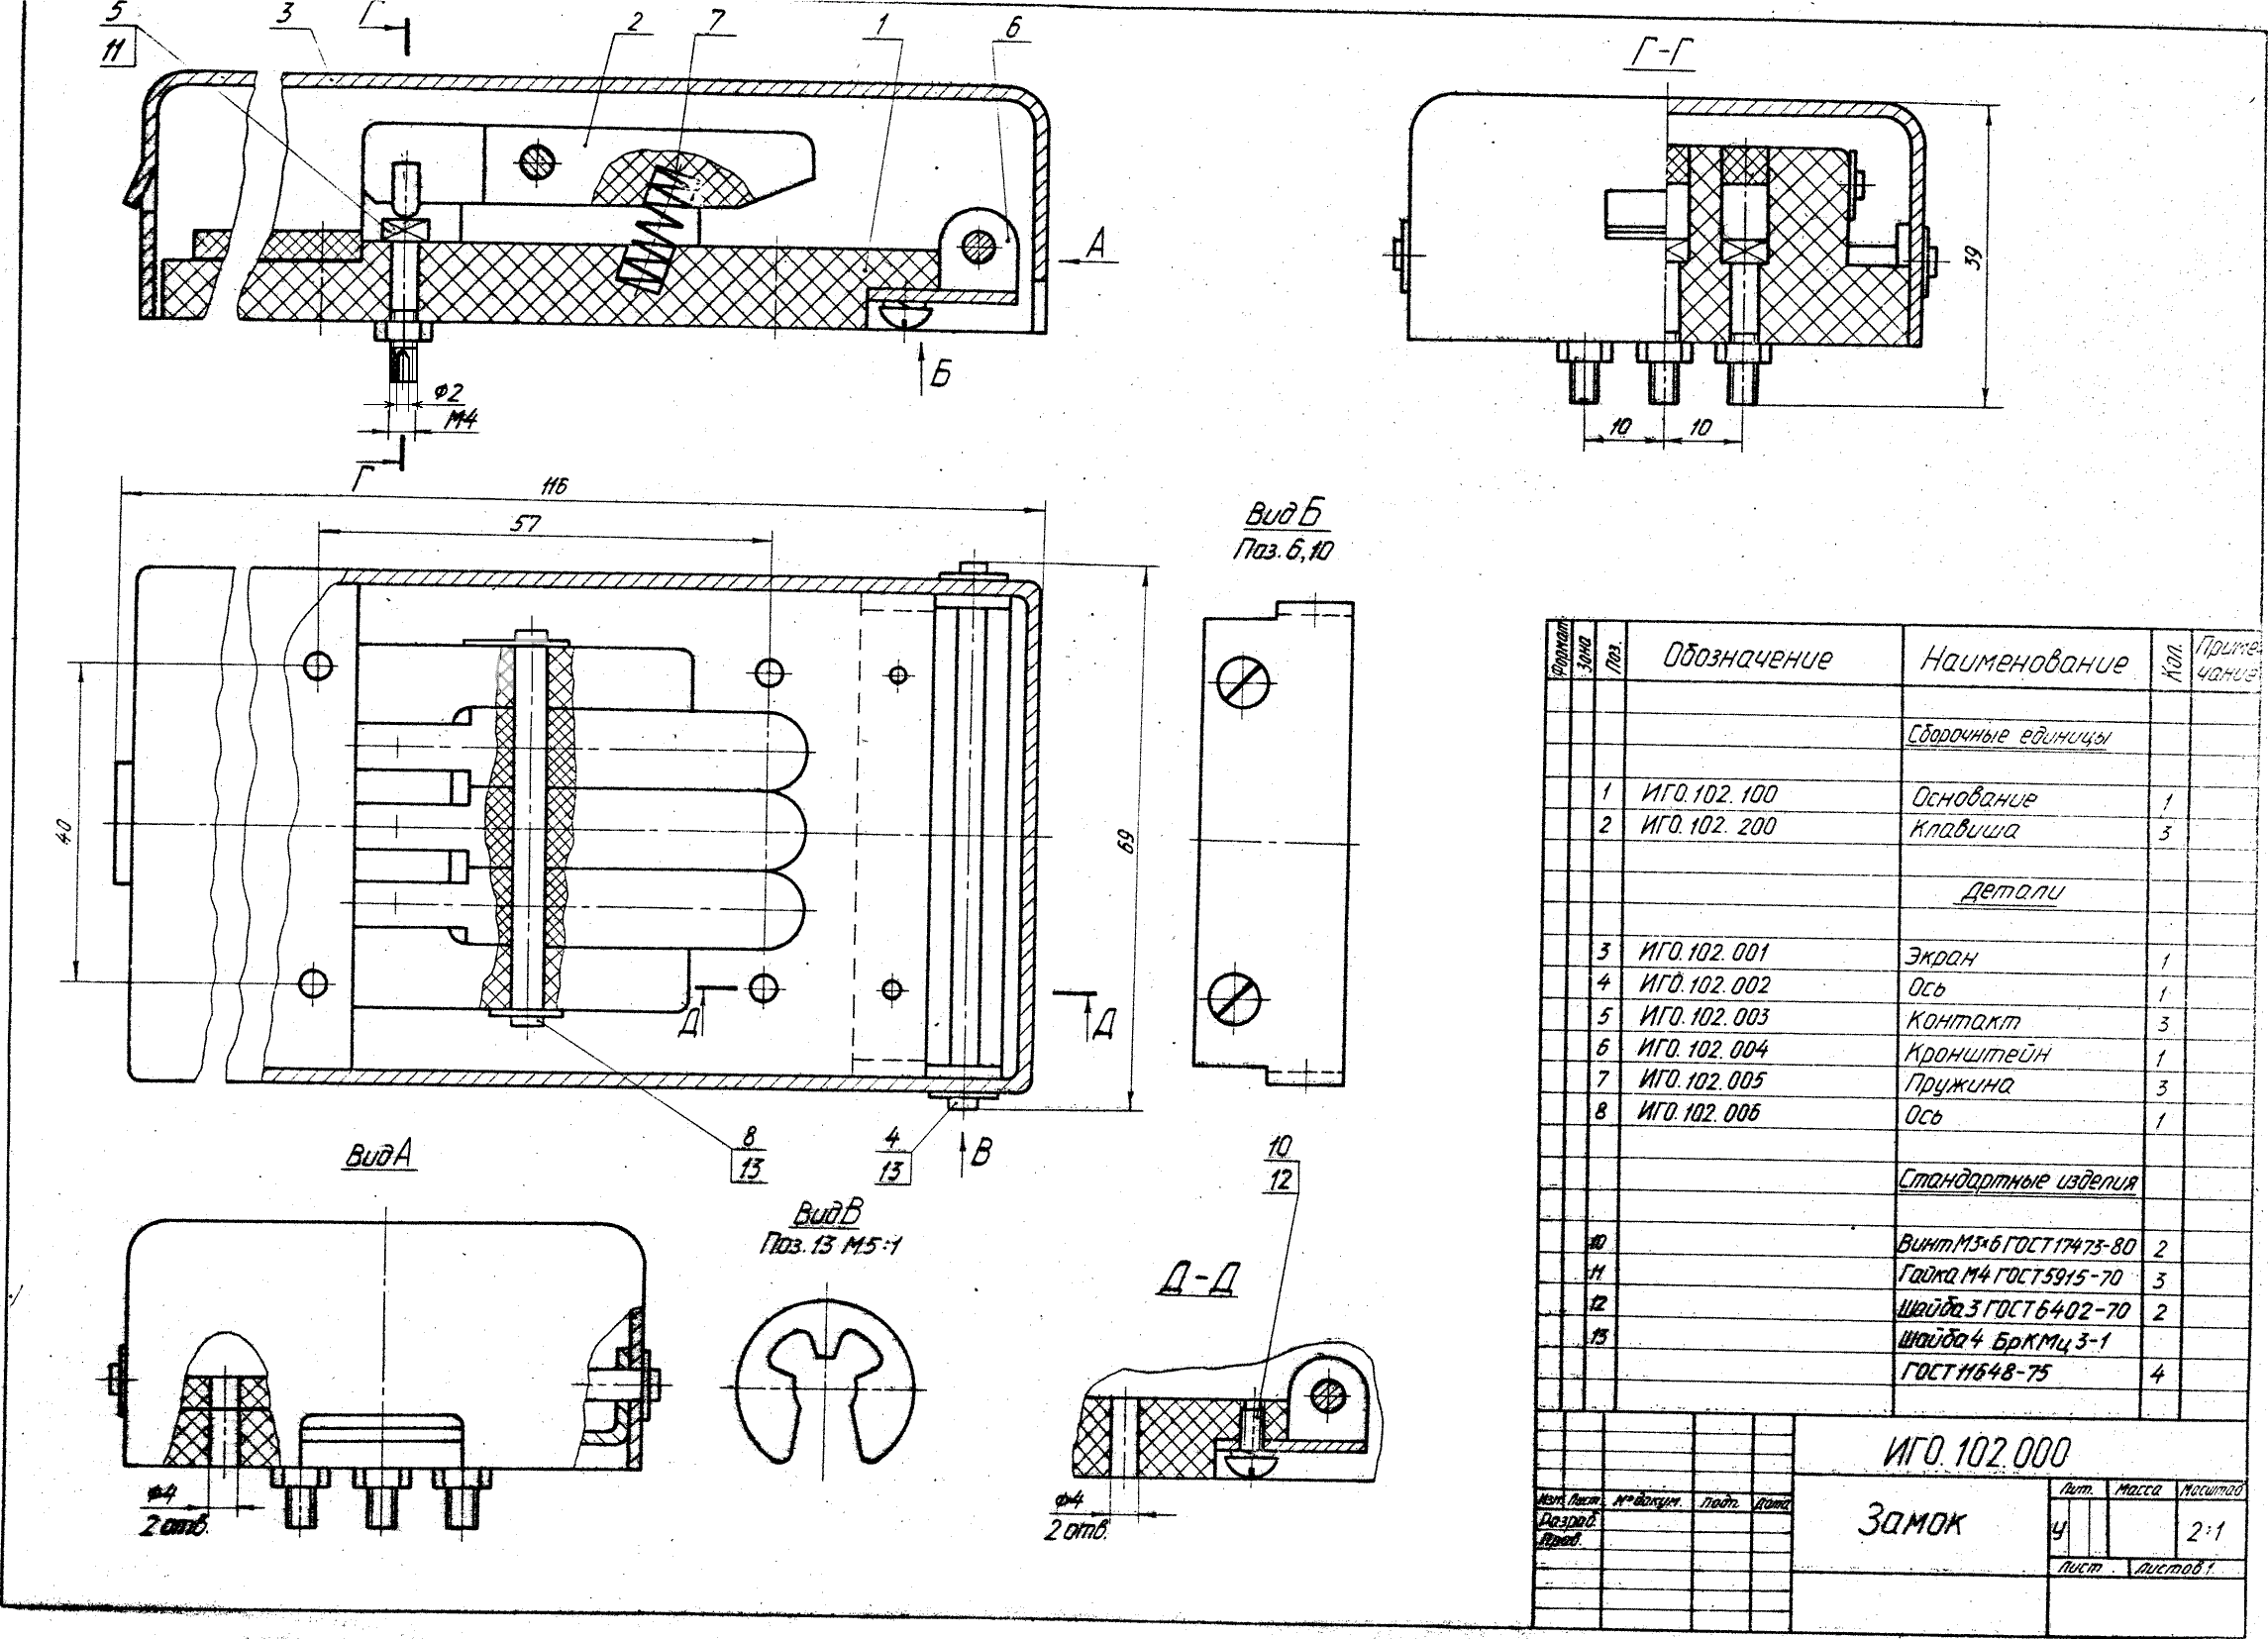 5
11
3
Г
2
7
1
6
А
Б
Ф2
М4
Г
Г-Г
39
10
10
116
57
40
69
Д
Д
8
13
4
13
В
Вид Б
Поз. 6,10
Вид А
Ф4
2 отв.
Вид В
Поз. 13 М5:1
10
12
Д-Д
Ф4
2 отв.
Формат
Зона
Поз.
Обозначение
Наименование
Кол.
Приме-
чание
Сборочные единицы
1 ИГО.102.100 Основание 1
2 ИГО.102.200 Клавиша 3
Детали
3 ИГО.102.001 Экран 1
4 ИГО.102.002 Ось 1
5 ИГО.102.003 Контакт 3
6 ИГО.102.004 Кронштейн 1
7 ИГО.102.005 Пружина 3
8 ИГО.102.006 Ось 1
Стандартные изделия
10 Винт М3×6 ГОСТ 17473-80 2
11 Гайка М4 ГОСТ 5915-70 3
12 Шайба 3 ГОСТ 6402-70 2
13 Шайба 4 БрКМц 3-1
ГОСТ 11648-75 4
ИГО.102.000
Замок
Изм. Лист № докум. Подп. Дата
Разраб.
Пров.
Лит. Масса Масштаб
У 2:1
Лист Листов 1